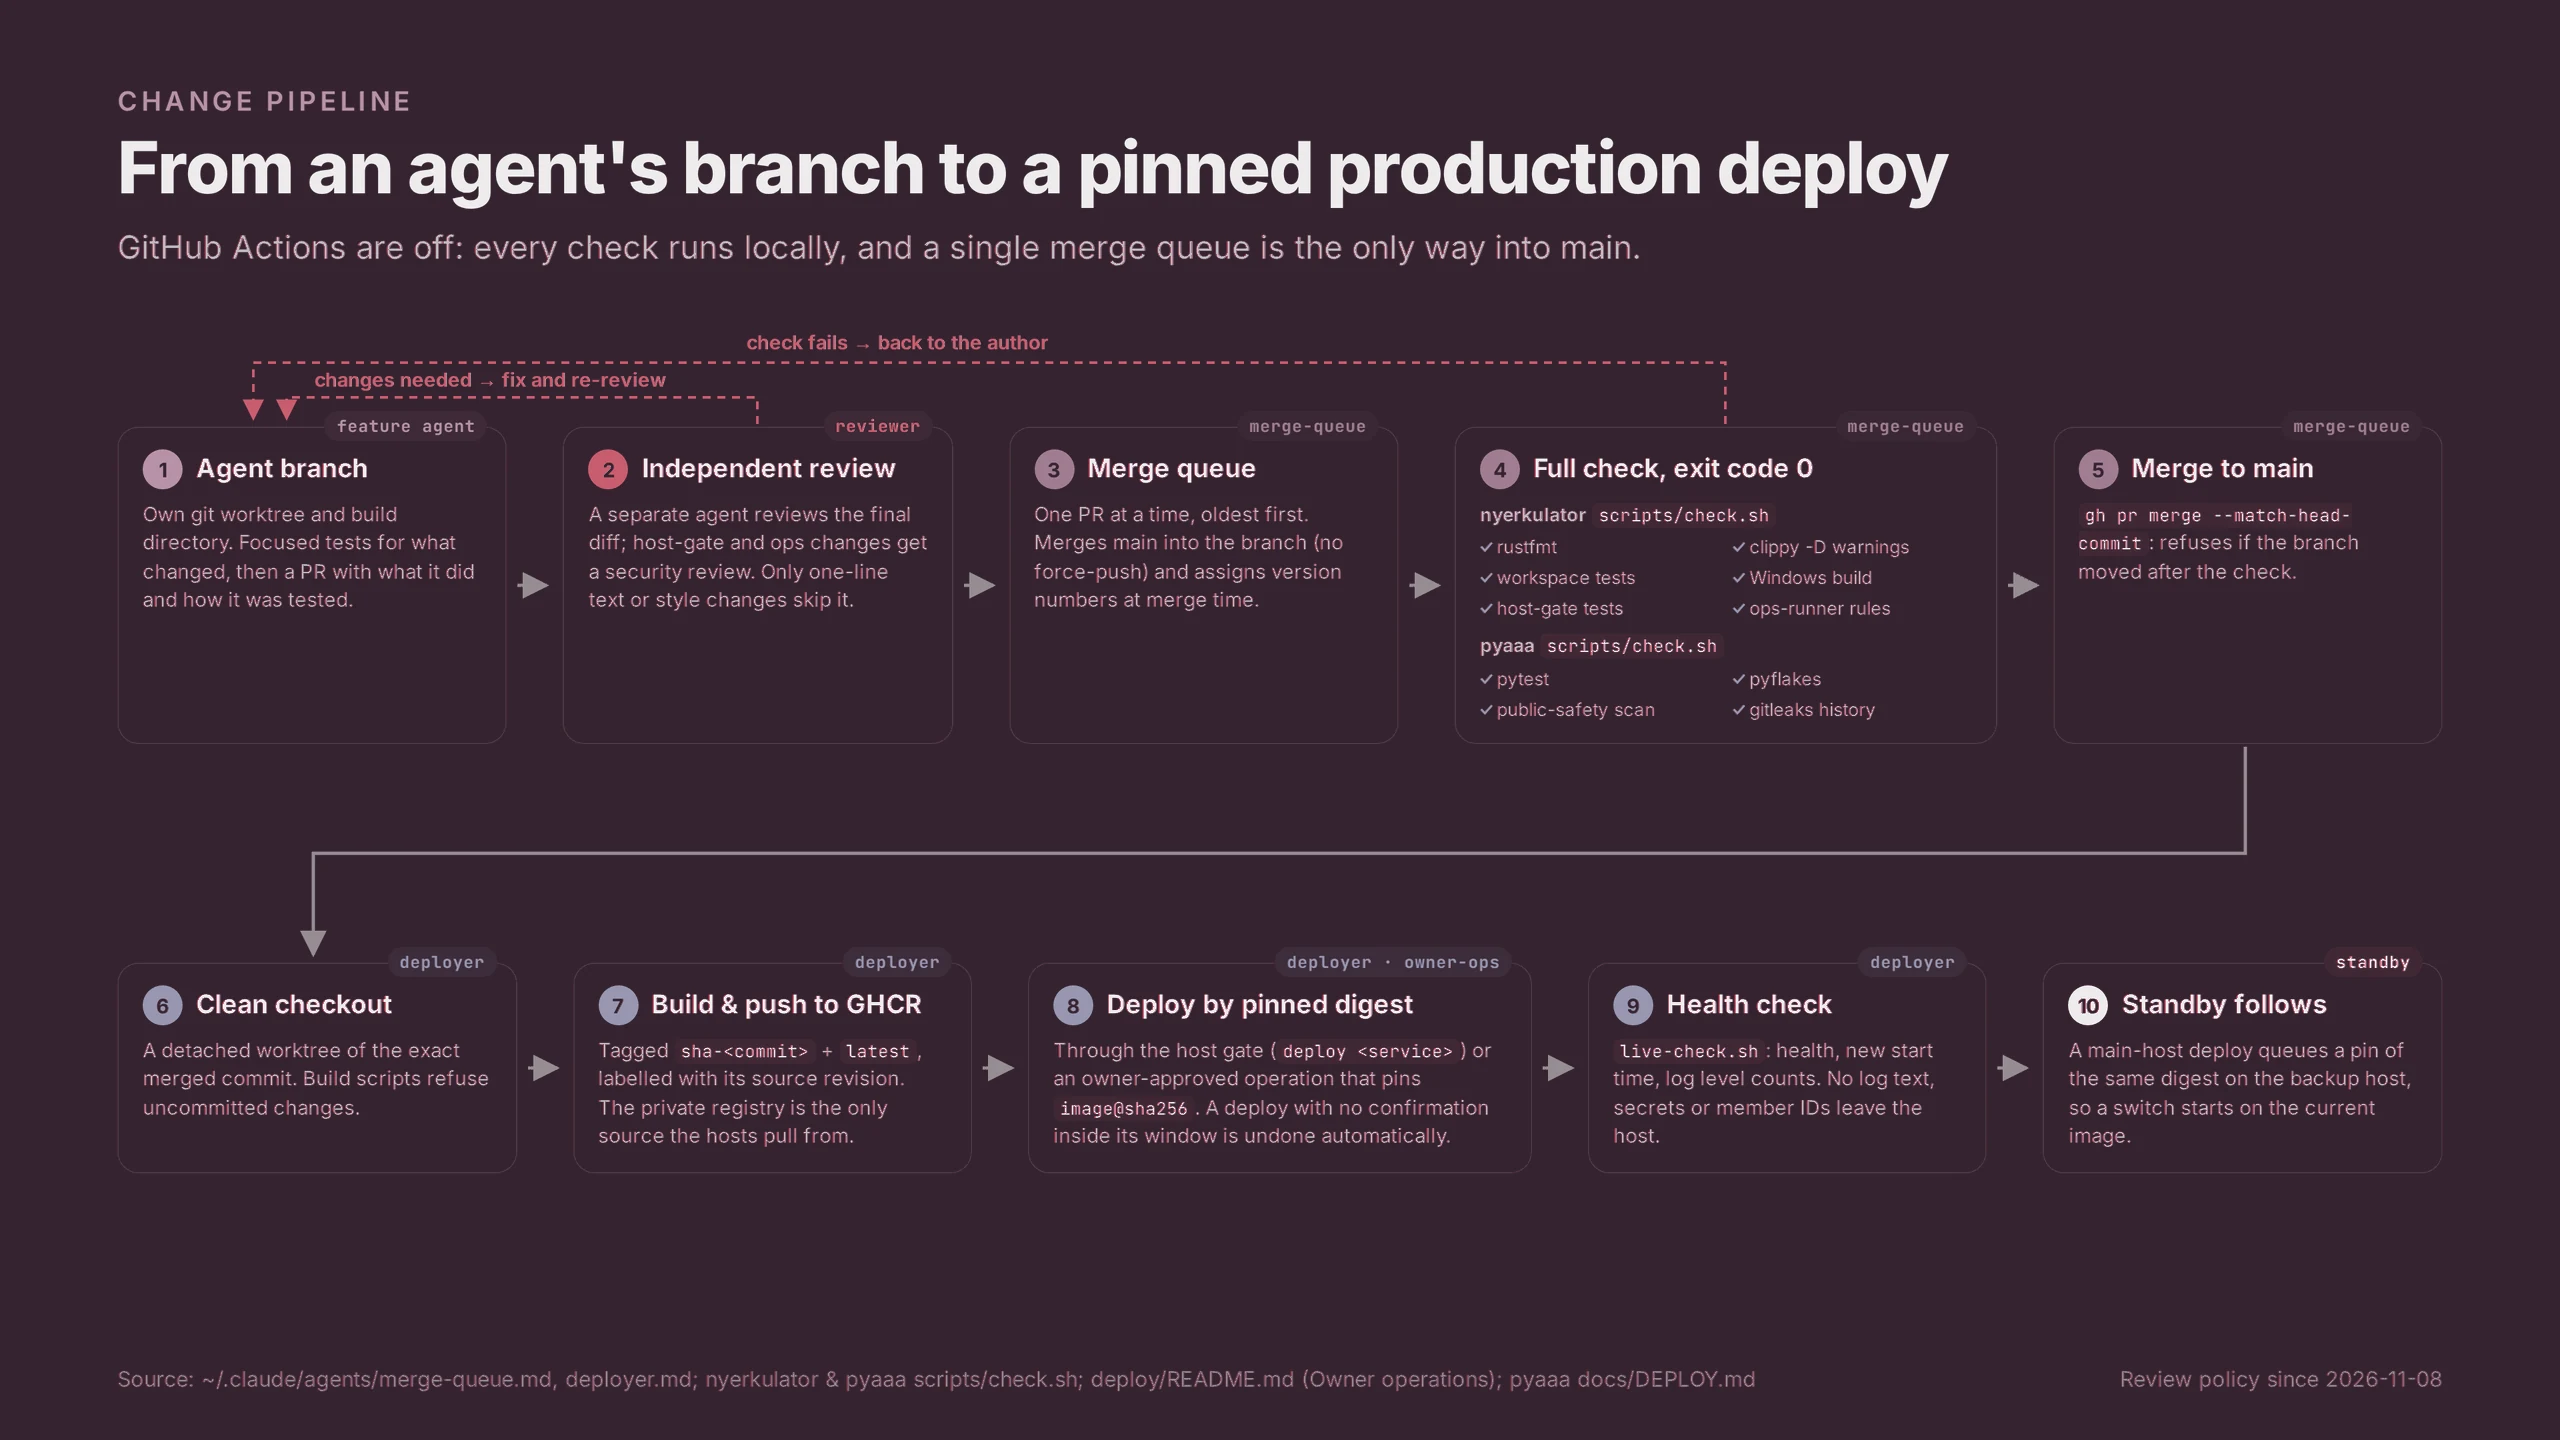 CHANGE PIPELINE
From an agent's branch to a pinned production deploy
GitHub Actions are off: every check runs locally, and a single merge queue is the only way into main.
check fails → back to the author
changes needed → fix and re-review
feature agent
1 Agent branch
Own git worktree and build
directory. Focused tests for what
changed, then a PR with what it did
and how it was tested.
reviewer
2 Independent review
A separate agent reviews the final
diff; host-gate and ops changes get
a security review. Only one-line
text or style changes skip it.
merge-queue
3 Merge queue
One PR at a time, oldest first.
Merges main into the branch (no
force-push) and assigns version
numbers at merge time.
merge-queue
4 Full check, exit code 0
nyerkulator scripts/check.sh
✓ rustfmt ✓ clippy -D warnings
✓ workspace tests ✓ Windows build
✓ host-gate tests ✓ ops-runner rules
pyaaa scripts/check.sh
✓ pytest ✓ pyflakes
✓ public-safety scan ✓ gitleaks history
merge-queue
5 Merge to main
gh pr merge --match-head-
commit : refuses if the branch
moved after the check.
deployer
6 Clean checkout
A detached worktree of the exact
merged commit. Build scripts refuse
uncommitted changes.
deployer
7 Build & push to GHCR
Tagged sha-<commit> + latest ,
labelled with its source revision.
The private registry is the only
source the hosts pull from.
deployer · owner-ops
8 Deploy by pinned digest
Through the host gate ( deploy <service> ) or
an owner-approved operation that pins
image@sha256 . A deploy with no confirmation
inside its window is undone automatically.
deployer
9 Health check
live-check.sh : health, new start
time, log level counts. No log text,
secrets or member IDs leave the
host.
standby
10 Standby follows
A main-host deploy queues a pin of
the same digest on the backup host,
so a switch starts on the current
image.
Source: ~/.claude/agents/merge-queue.md, deployer.md; nyerkulator & pyaaa scripts/check.sh; deploy/README.md (Owner operations); pyaaa docs/DEPLOY.md
Review policy since 2026-11-08